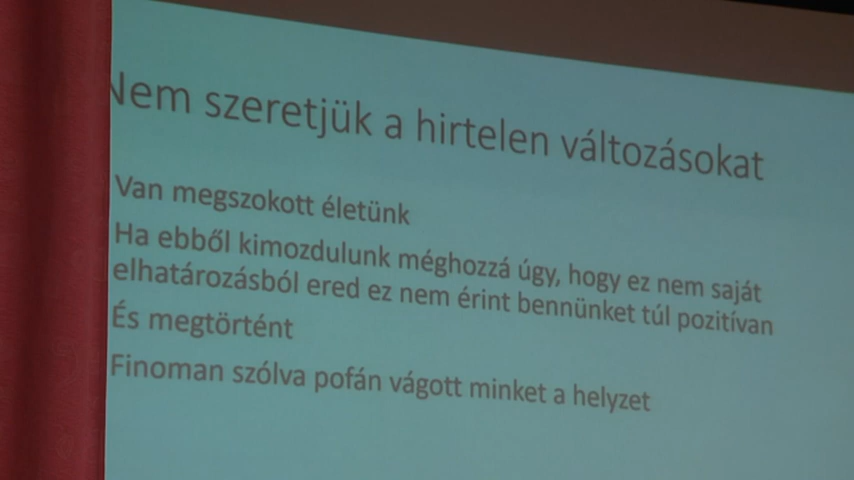 Nem szeretjük a hirtelen változásokat
Van megszokott életünk
Ha ebből kimozdulunk méghozzá úgy, hogy ez nem saját
elhatározásból ered ez nem érint bennünket túl pozitívan
És megtörtént
Finoman szólva pofán vágott minket a helyzet